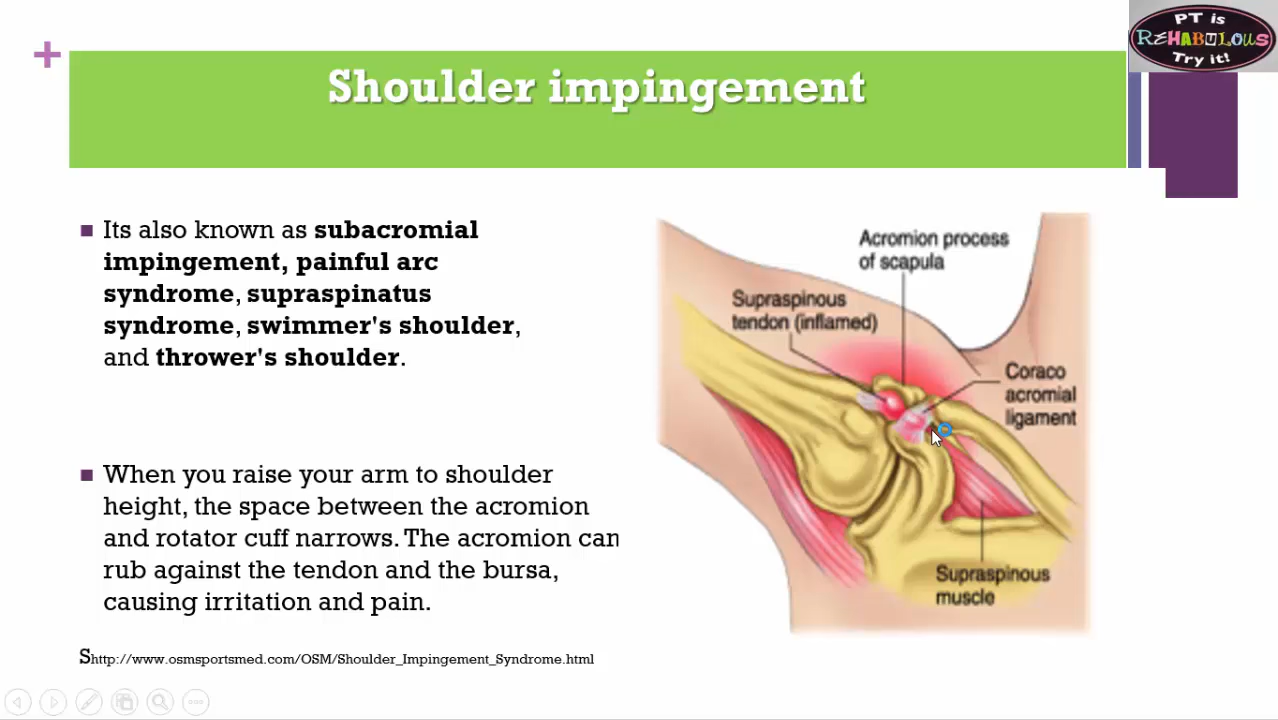 PT is
REHABULOUS
Try it!
Shoulder impingement
Its also known as subacromial
impingement, painful arc
syndrome, supraspinatus
syndrome, swimmer's shoulder,
and thrower's shoulder.
When you raise your arm to shoulder
height, the space between the acromion
and rotator cuff narrows. The acromion can
rub against the tendon and the bursa,
causing irritation and pain.
Shttp://www.osmsportsmed.com/OSM/Shoulder_Impingement_Syndrome.html
Acromion process
of scapula
Supraspinous
tendon (inflamed)
Coraco
acromial
ligament
Supraspinous
muscle